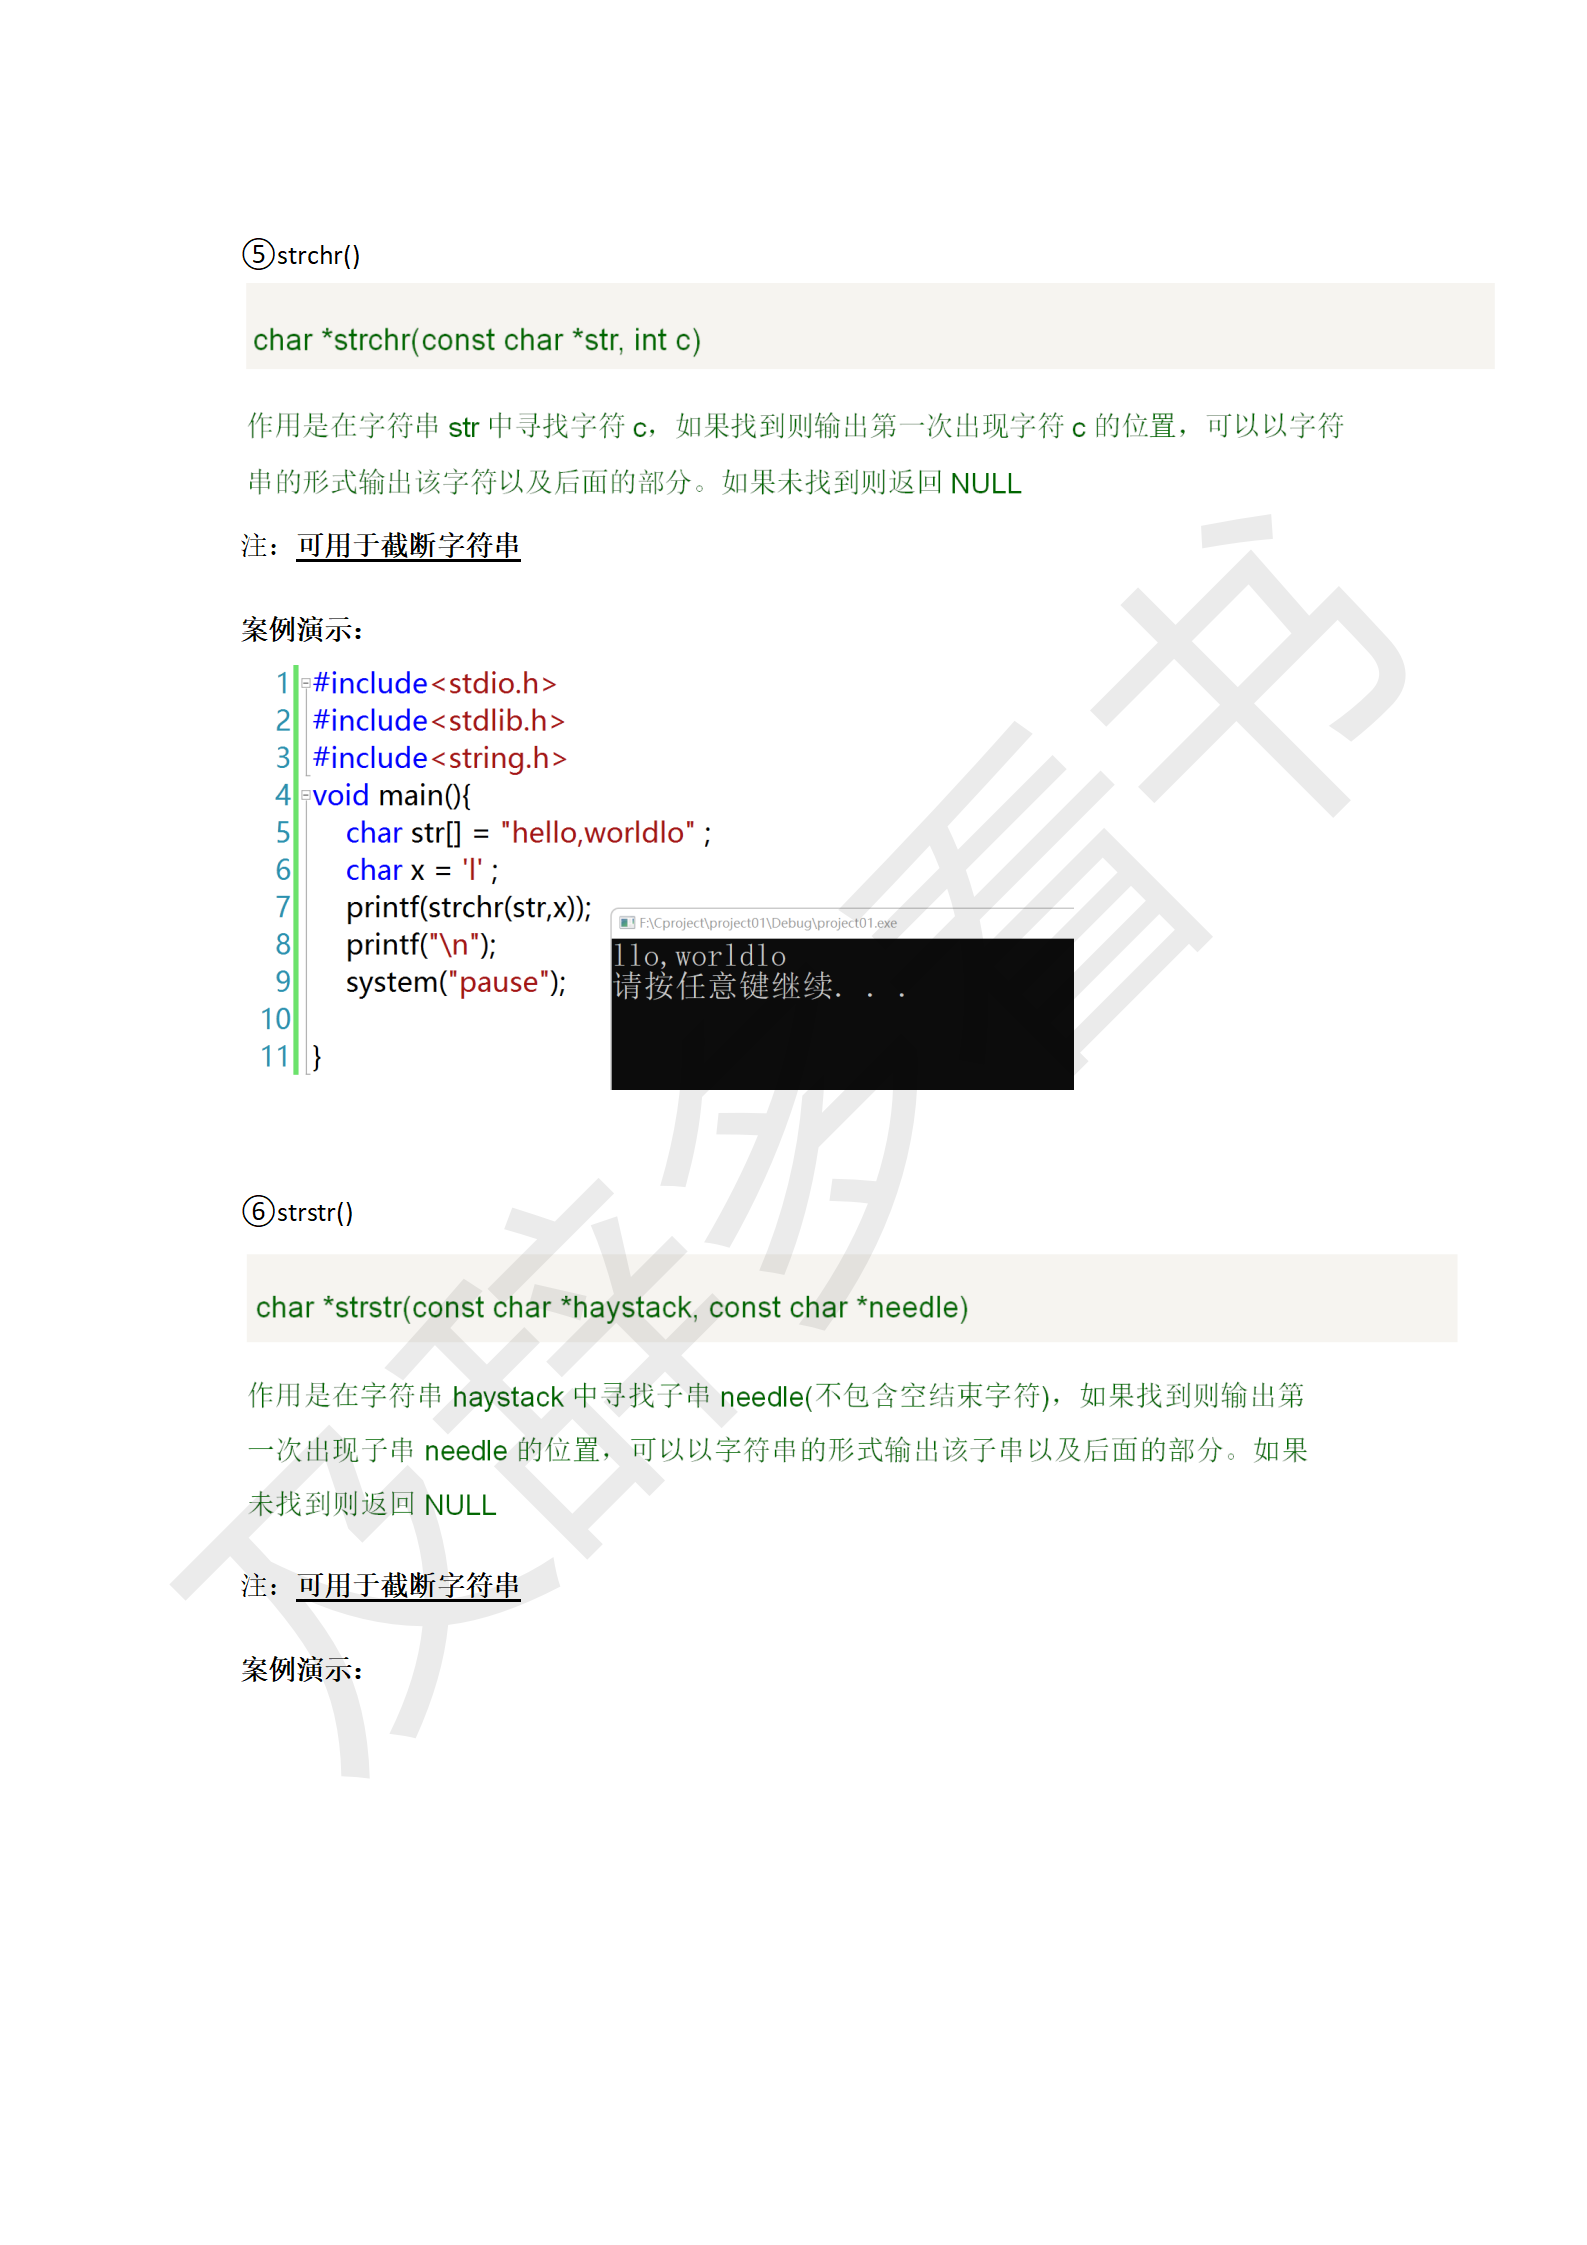 ⑤strchr()
char *strchr(const char *str, int c)
作用是在字符串 str 中寻找字符 c，如果找到则输出第一次出现字符 c 的位置，可以以字符
串的形式输出该字符以及后面的部分。如果未找到则返回 NULL
注：可用于截断字符串
案例演示：
1 #include<stdio.h>
2 #include<stdlib.h>
3 #include<string.h>
4 void main(){
5 char str[] = "hello,worldlo" ;
6 char x = 'l' ;
7 printf(strchr(str,x));
8 printf("\n");
9 system("pause");
10
11 }
F:\Cproject\project01\Debug\project01.exe
llo,worldlo
请按任意键继续. . .
⑥strstr()
char *strstr(const char *haystack, const char *needle)
作用是在字符串 haystack 中寻找子串 needle(不包含空结束字符)，如果找到则输出第
一次出现子串 needle 的位置，可以以字符串的形式输出该子串以及后面的部分。如果
未找到则返回 NULL
注：可用于截断字符串
案例演示：
及辞多看书